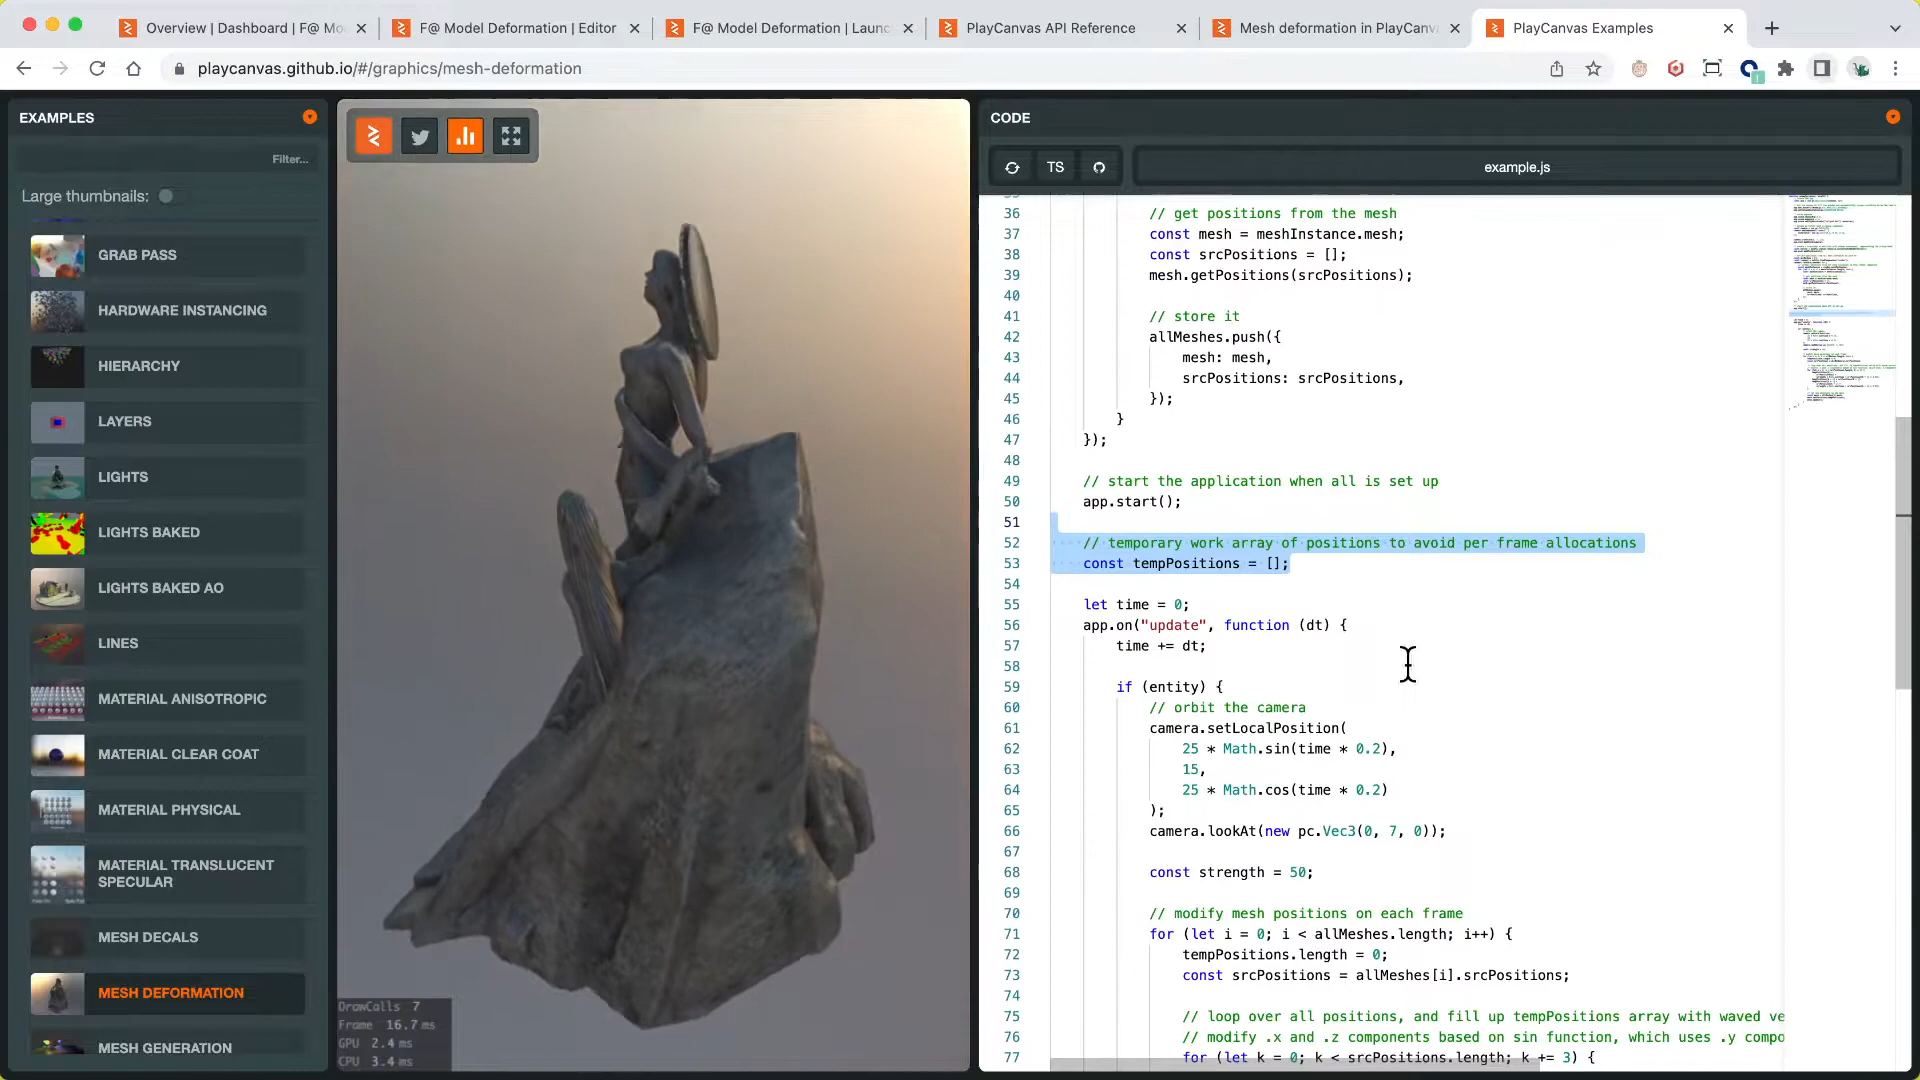 Overview | Dashboard | F@ Mo
F@ Model Deformation | Editor
F@ Model Deformation | Launc
PlayCanvas API Reference
Mesh deformation in PlayCanv
PlayCanvas Examples
playcanvas.github.io/#/graphics/mesh-deformation
EXAMPLES
Filter...
Large thumbnails:
GRAB PASS
HARDWARE INSTANCING
HIERARCHY
LAYERS
LIGHTS
LIGHTS BAKED
LIGHTS BAKED AO
LINES
MATERIAL ANISOTROPIC
MATERIAL CLEAR COAT
MATERIAL PHYSICAL
MATERIAL TRANSLUCENT
SPECULAR
MESH DECALS
MESH DEFORMATION
MESH GENERATION
DrawCalls 7
Frame 16.7 ms
GPU 2.4 ms
CPU 3.4 ms
CODE
TS
example.js
36 // get positions from the mesh
37 const mesh = meshInstance.mesh;
38 const srcPositions = [];
39 mesh.getPositions(srcPositions);
40
41 // store it
42 allMeshes.push({
43 mesh: mesh,
44 srcPositions: srcPositions,
45 });
46 }
47 });
48
49 // start the application when all is set up
50 app.start();
51
52 // temporary work array of positions to avoid per frame allocations
53 const tempPositions = [];
54
55 let time = 0;
56 app.on("update", function (dt) {
57 time += dt;
58
59 if (entity) {
60 // orbit the camera
61 camera.setLocalPosition(
62 25 * Math.sin(time * 0.2),
63 15,
64 25 * Math.cos(time * 0.2)
65 );
66 camera.lookAt(new pc.Vec3(0, 7, 0));
67
68 const strength = 50;
69
70 // modify mesh positions on each frame
71 for (let i = 0; i < allMeshes.length; i++) {
72 tempPositions.length = 0;
73 const srcPositions = allMeshes[i].srcPositions;
74
75 // loop over all positions, and fill up tempPositions array with waved ve
76 // modify .x and .z components based on sin function, which uses .y compo
77 for (let k = 0; k < srcPositions.length; k += 3) {